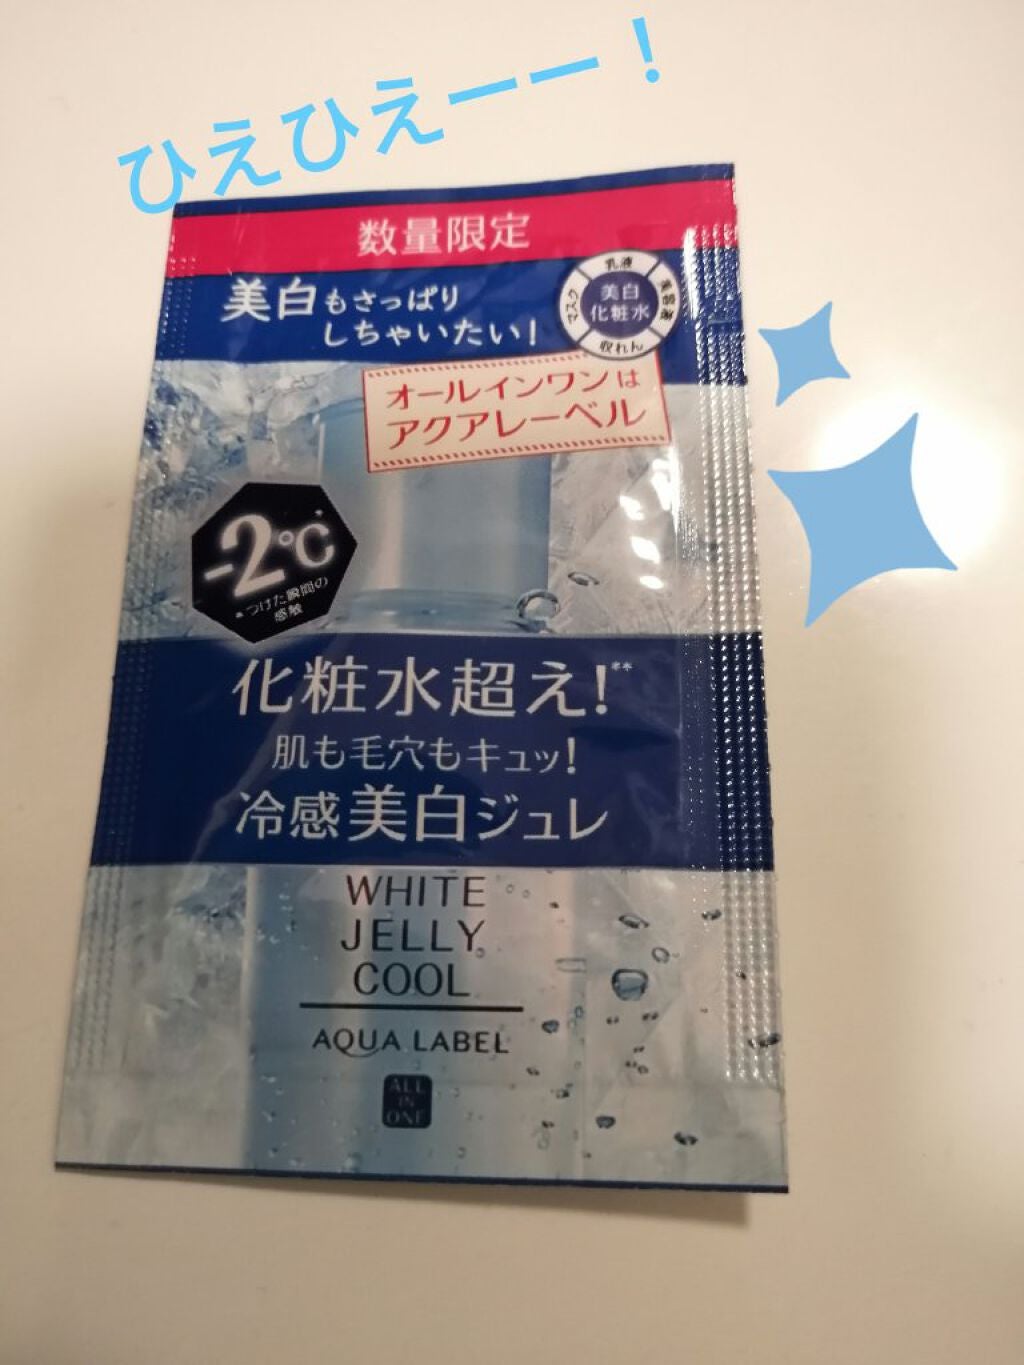 ひえひえーー!
数量限定
美白もさっぱり
しちゃいたい!
乳液
マスク
美白
化粧水
美容液
収れん
オールインワンは
アクアレーベル
-2℃*
*つけた瞬間の
感触
化粧水超え!**
肌も毛穴もキュッ!
冷感美白ジュレ
WHITE
JELLY
COOL
AQUA LABEL
ALL
IN
ONE